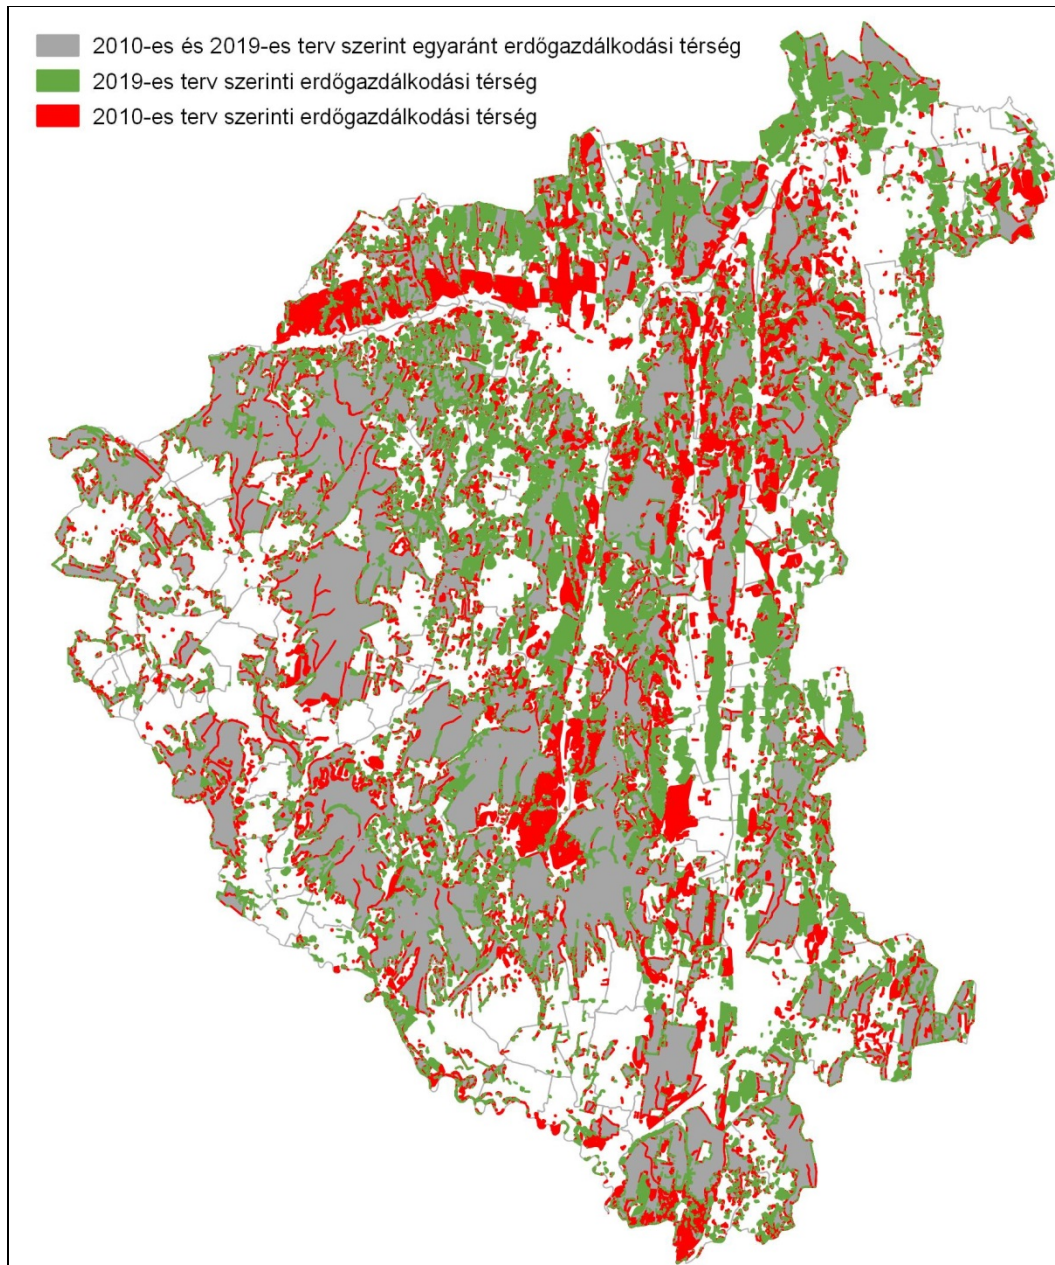 2010-es és 2019-es terv szerint egyaránt erdőgazdálkodási térség
2019-es terv szerinti erdőgazdálkodási térség
2010-es terv szerinti erdőgazdálkodási térség